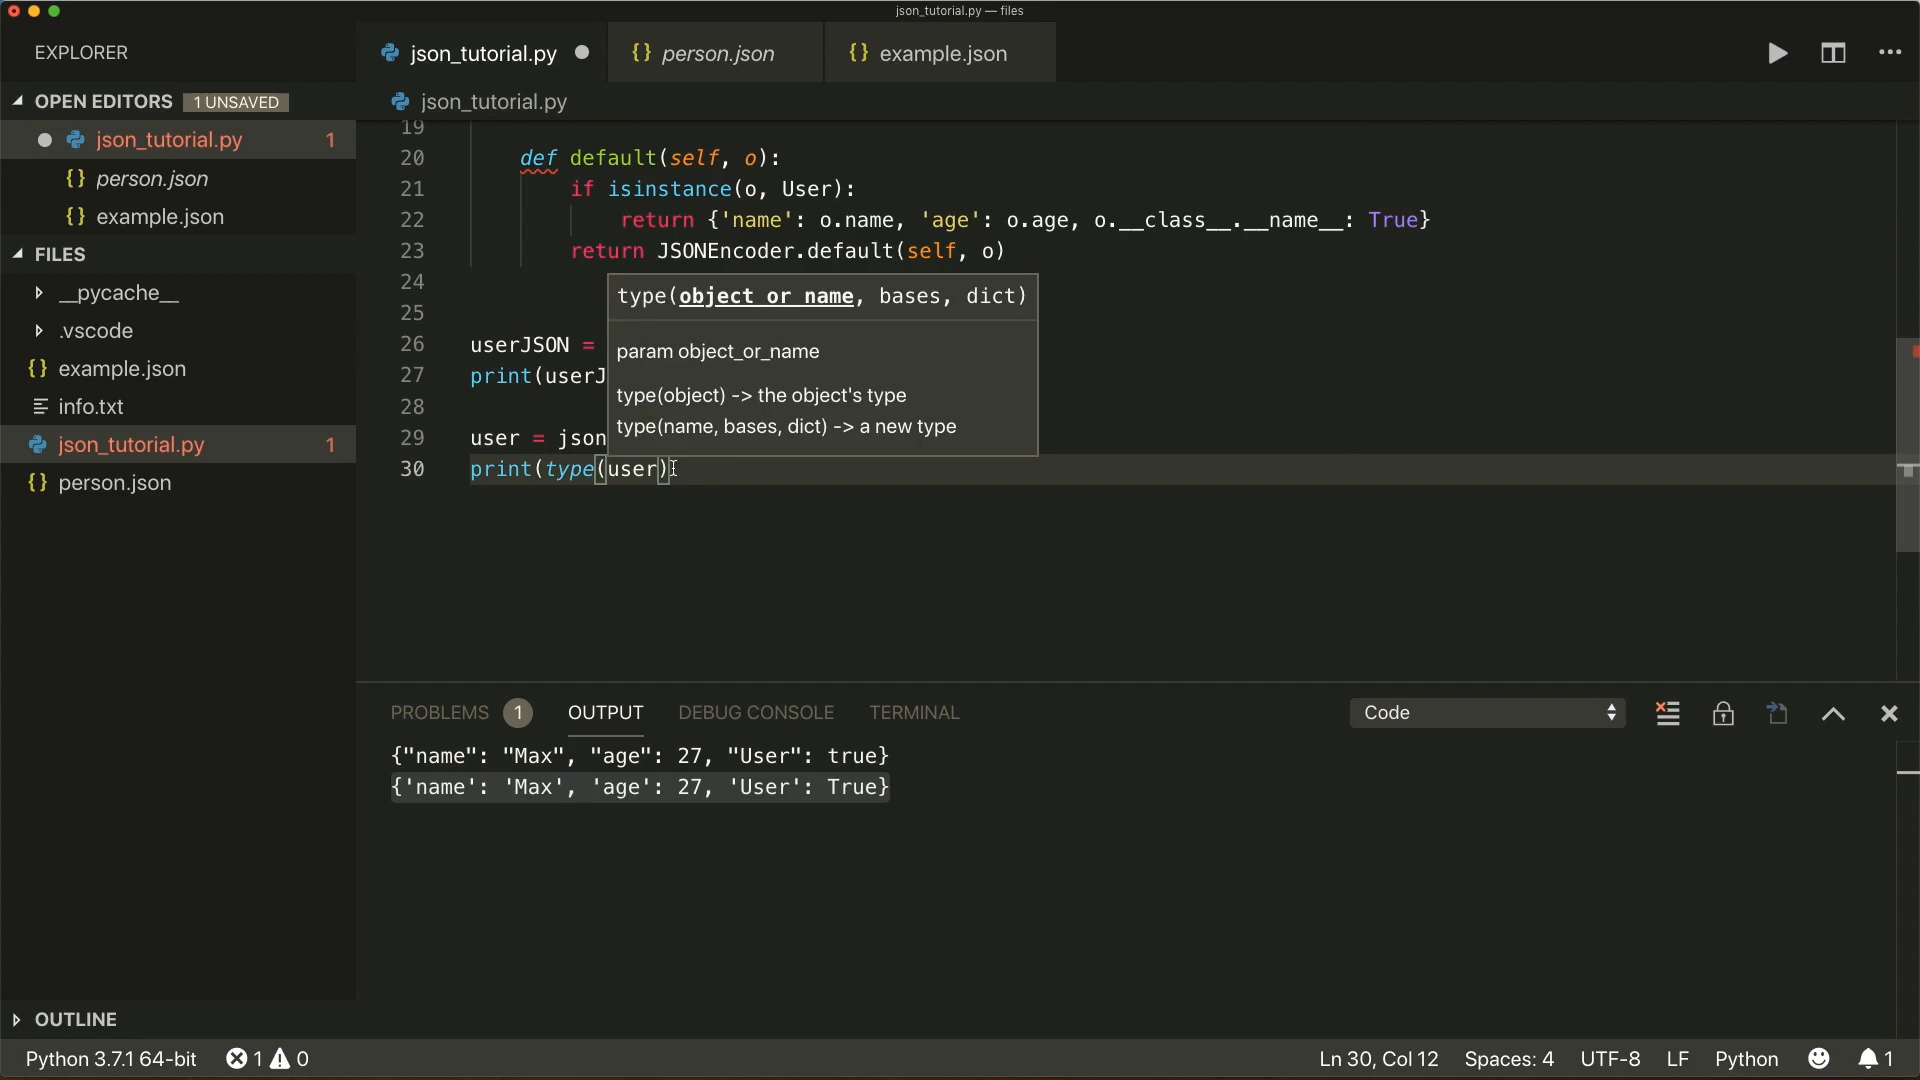 json_tutorial.py — files
EXPLORER
json_tutorial.py
person.json
example.json
OPEN EDITORS 1 UNSAVED
json_tutorial.py
json_tutorial.py 1
person.json
example.json
FILES
__pycache__
.vscode
example.json
info.txt
json_tutorial.py 1
person.json
OUTLINE
19
20 def default(self, o):
21 if isinstance(o, User):
22 return {'name': o.name, 'age': o.age, o.__class__.__name__: True}
23 return JSONEncoder.default(self, o)
24
25
26 userJSON =
27 print(userJ
28
29 user = json
30 print(type(user)
type(object_or_name, bases, dict)
param object_or_name
type(object) -> the object's type
type(name, bases, dict) -> a new type
PROBLEMS 1 OUTPUT DEBUG CONSOLE TERMINAL
Code
{"name": "Max", "age": 27, "User": true}
{'name': 'Max', 'age': 27, 'User': True}
Python 3.7.1 64-bit 1 0
Ln 30, Col 12 Spaces: 4 UTF-8 LF Python 1